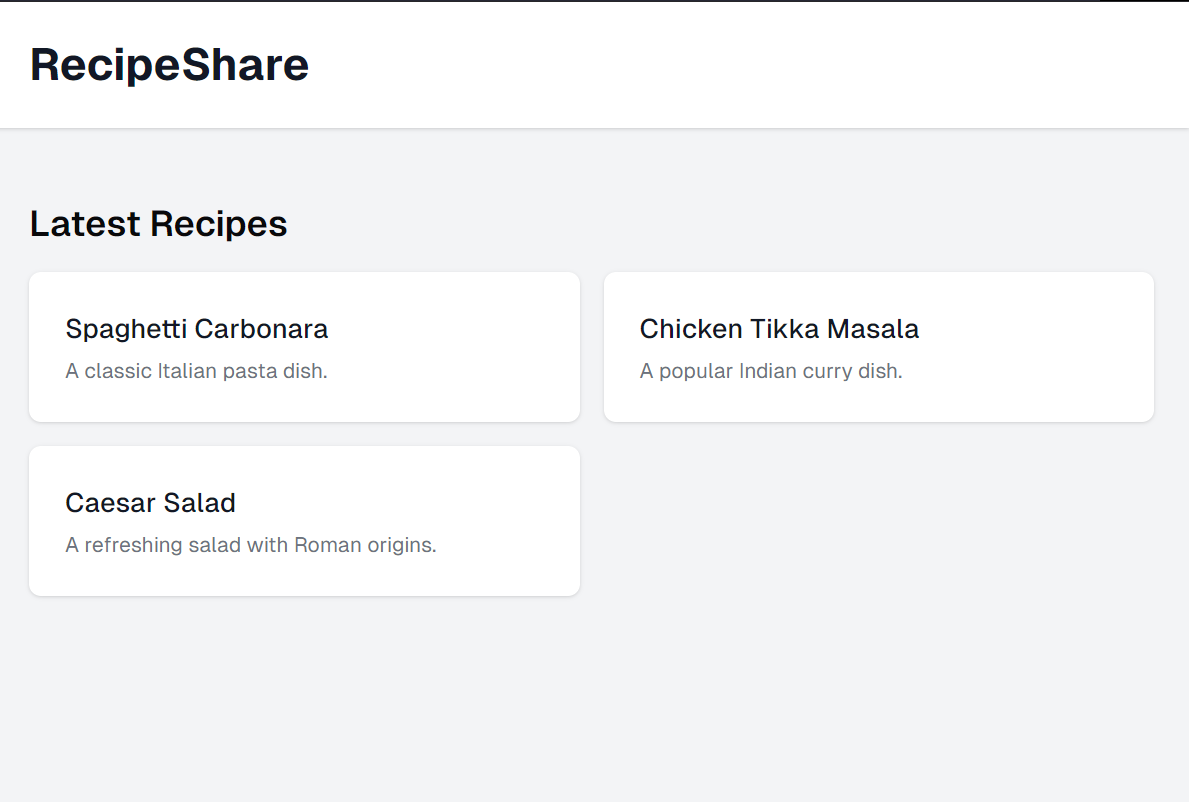 RecipeShare
Latest Recipes
Spaghetti Carbonara
A classic Italian pasta dish.
Chicken Tikka Masala
A popular Indian curry dish.
Caesar Salad
A refreshing salad with Roman origins.